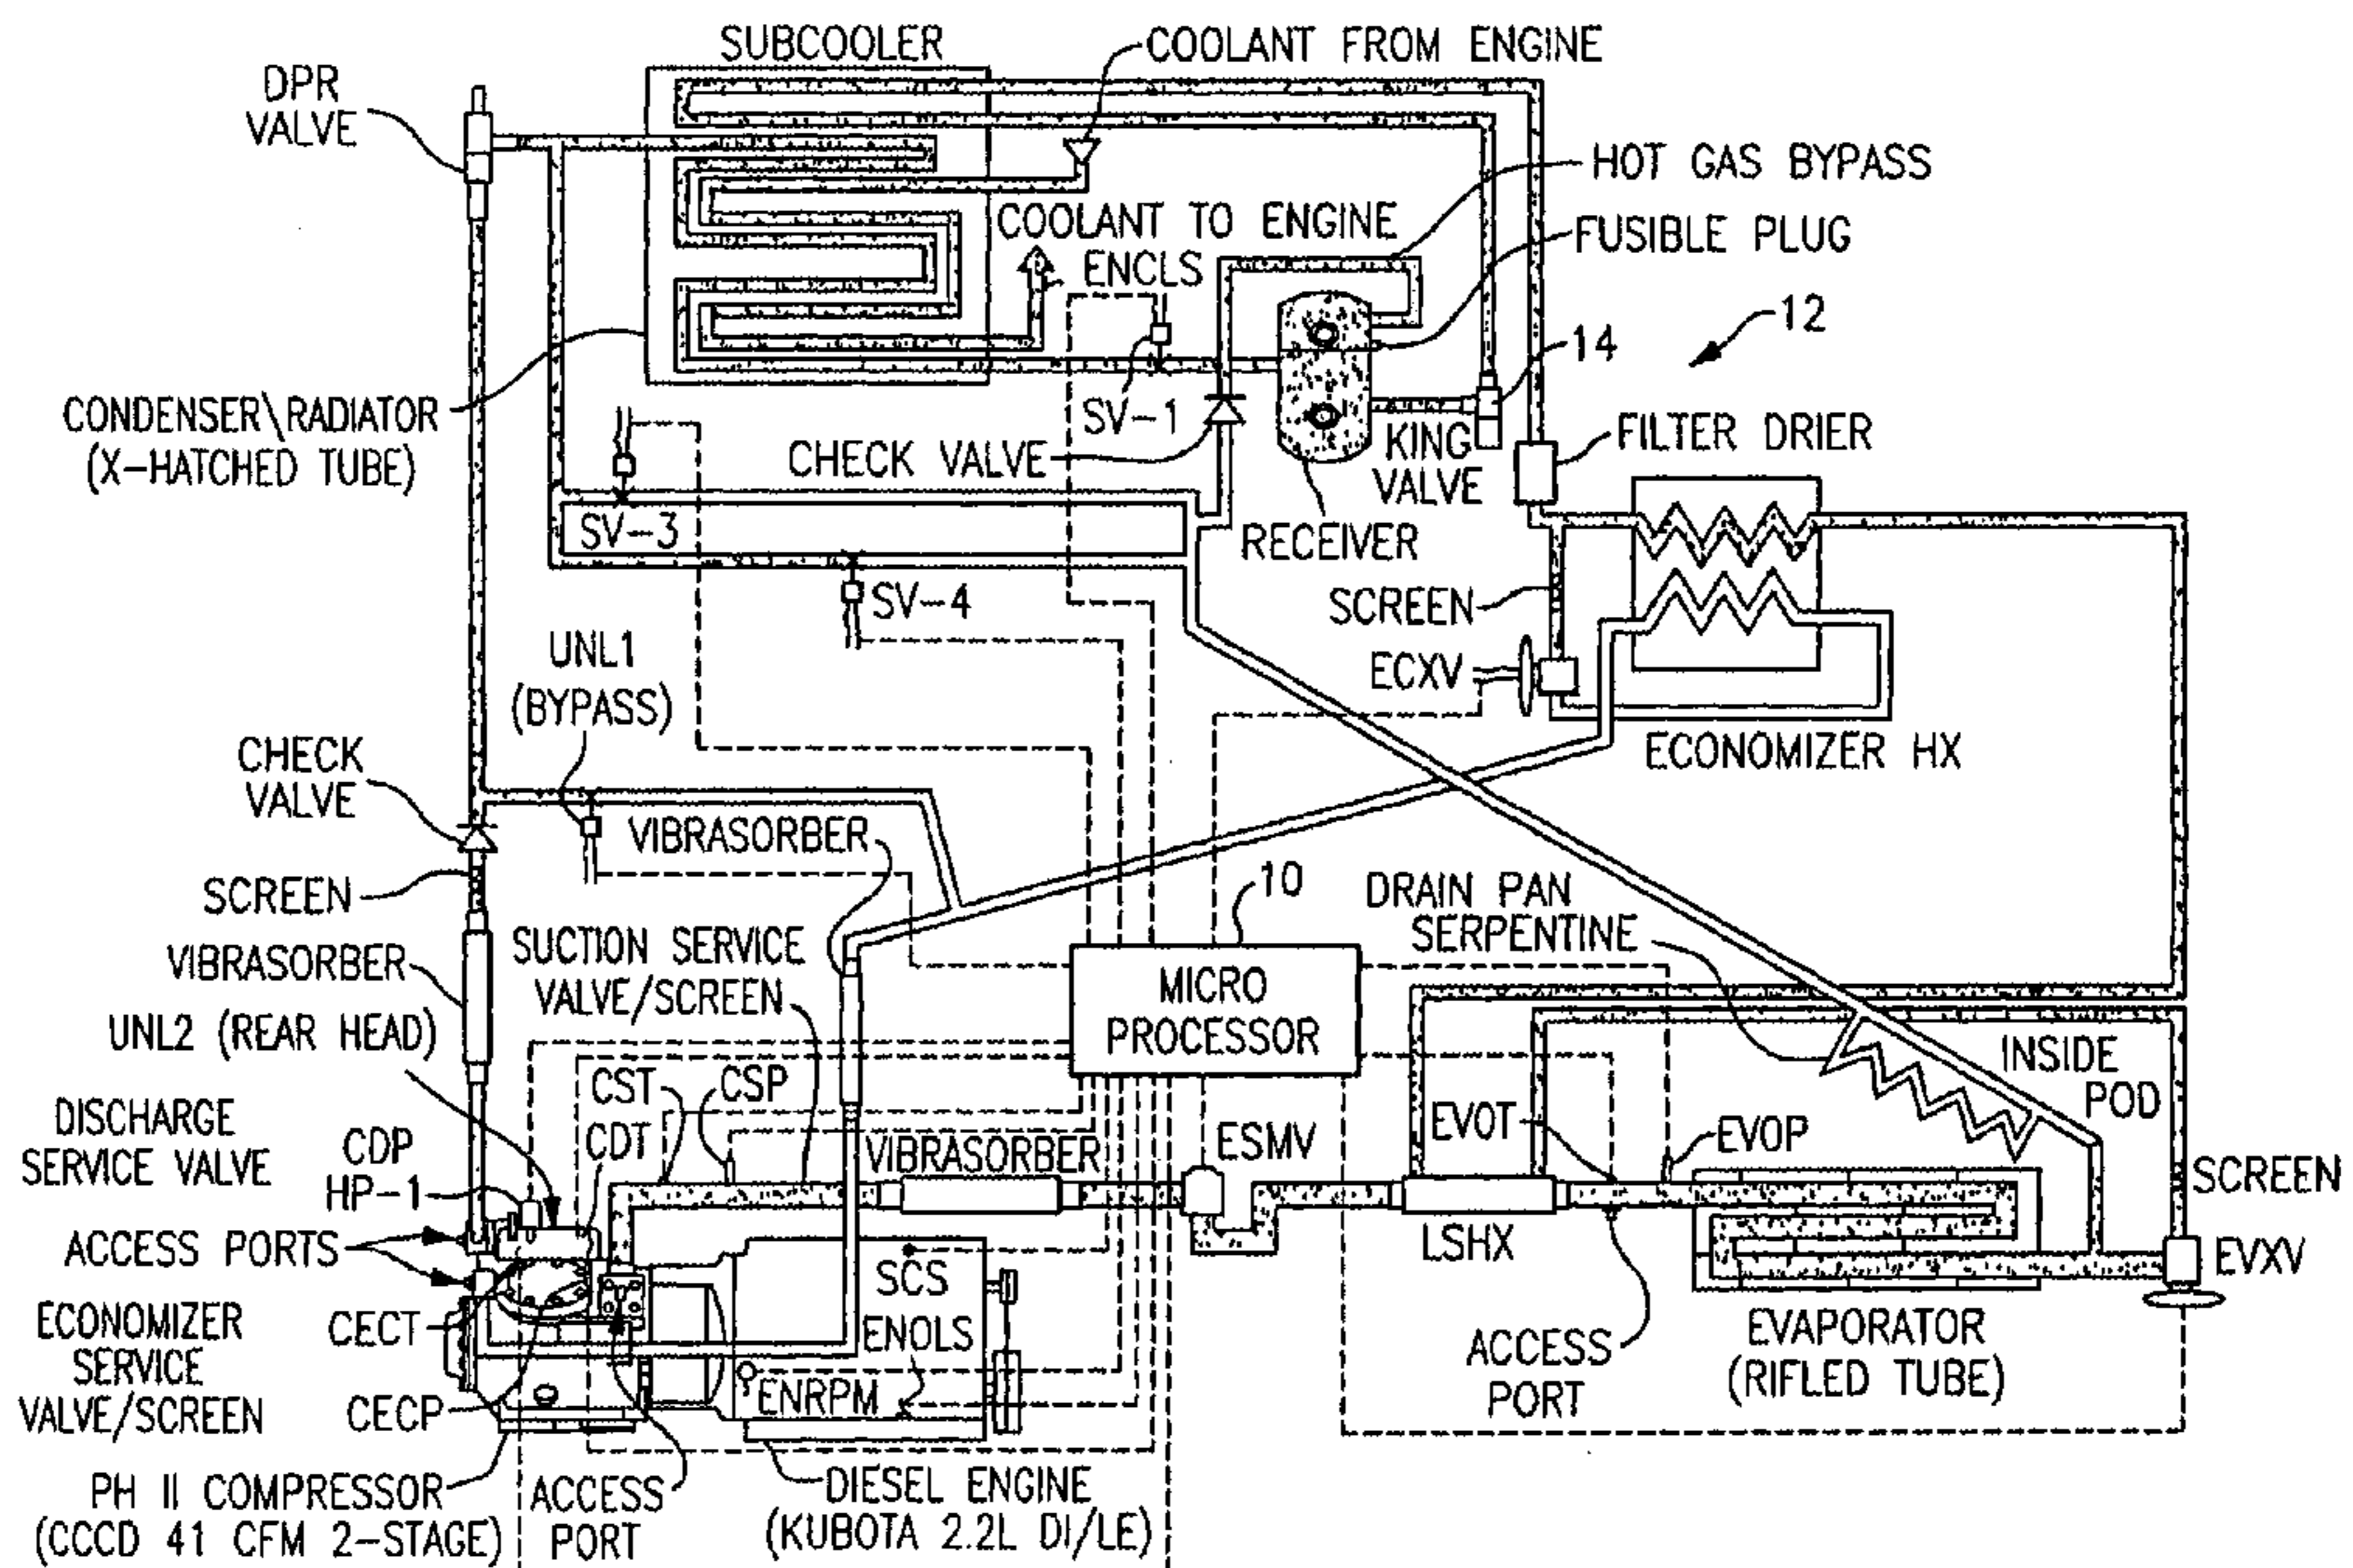 SUBCOOLER
COOLANT FROM ENGINE
DPR
VALVE
HOT GAS BYPASS
COOLANT TO ENGINE
ENCLS
FUSIBLE PLUG
12
14
SV-1
CONDENSER\RADIATOR
(X-HATCHED TUBE)
CHECK VALVE
KING
VALVE
FILTER DRIER
SV-3
RECEIVER
SV-4
SCREEN
UNL1
(BYPASS)
ECXV
ECONOMIZER HX
CHECK
VALVE
VIBRASORBER
SCREEN
10
DRAIN PAN
SERPENTINE
SUCTION SERVICE
VALVE/SCREEN
VIBRASORBER
MICRO
PROCESSOR
UNL2 (REAR HEAD)
INSIDE
POD
CST
CSP
DISCHARGE
SERVICE VALVE
CDP
HP-1
CDT
VIBRASORBER
ESMV
EVOT
EVOP
SCREEN
ACCESS PORTS
LSHX
EVXV
SCS
ECONOMIZER
SERVICE
VALVE/SCREEN
CECT
ENOLS
ACCESS
PORT
EVAPORATOR
(RIFLED TUBE)
CECP
ENRPM
PH II COMPRESSOR
(CCCD 41 CFM 2-STAGE)
ACCESS
PORT
DIESEL ENGINE
(KUBOTA 2.2L DI/LE)